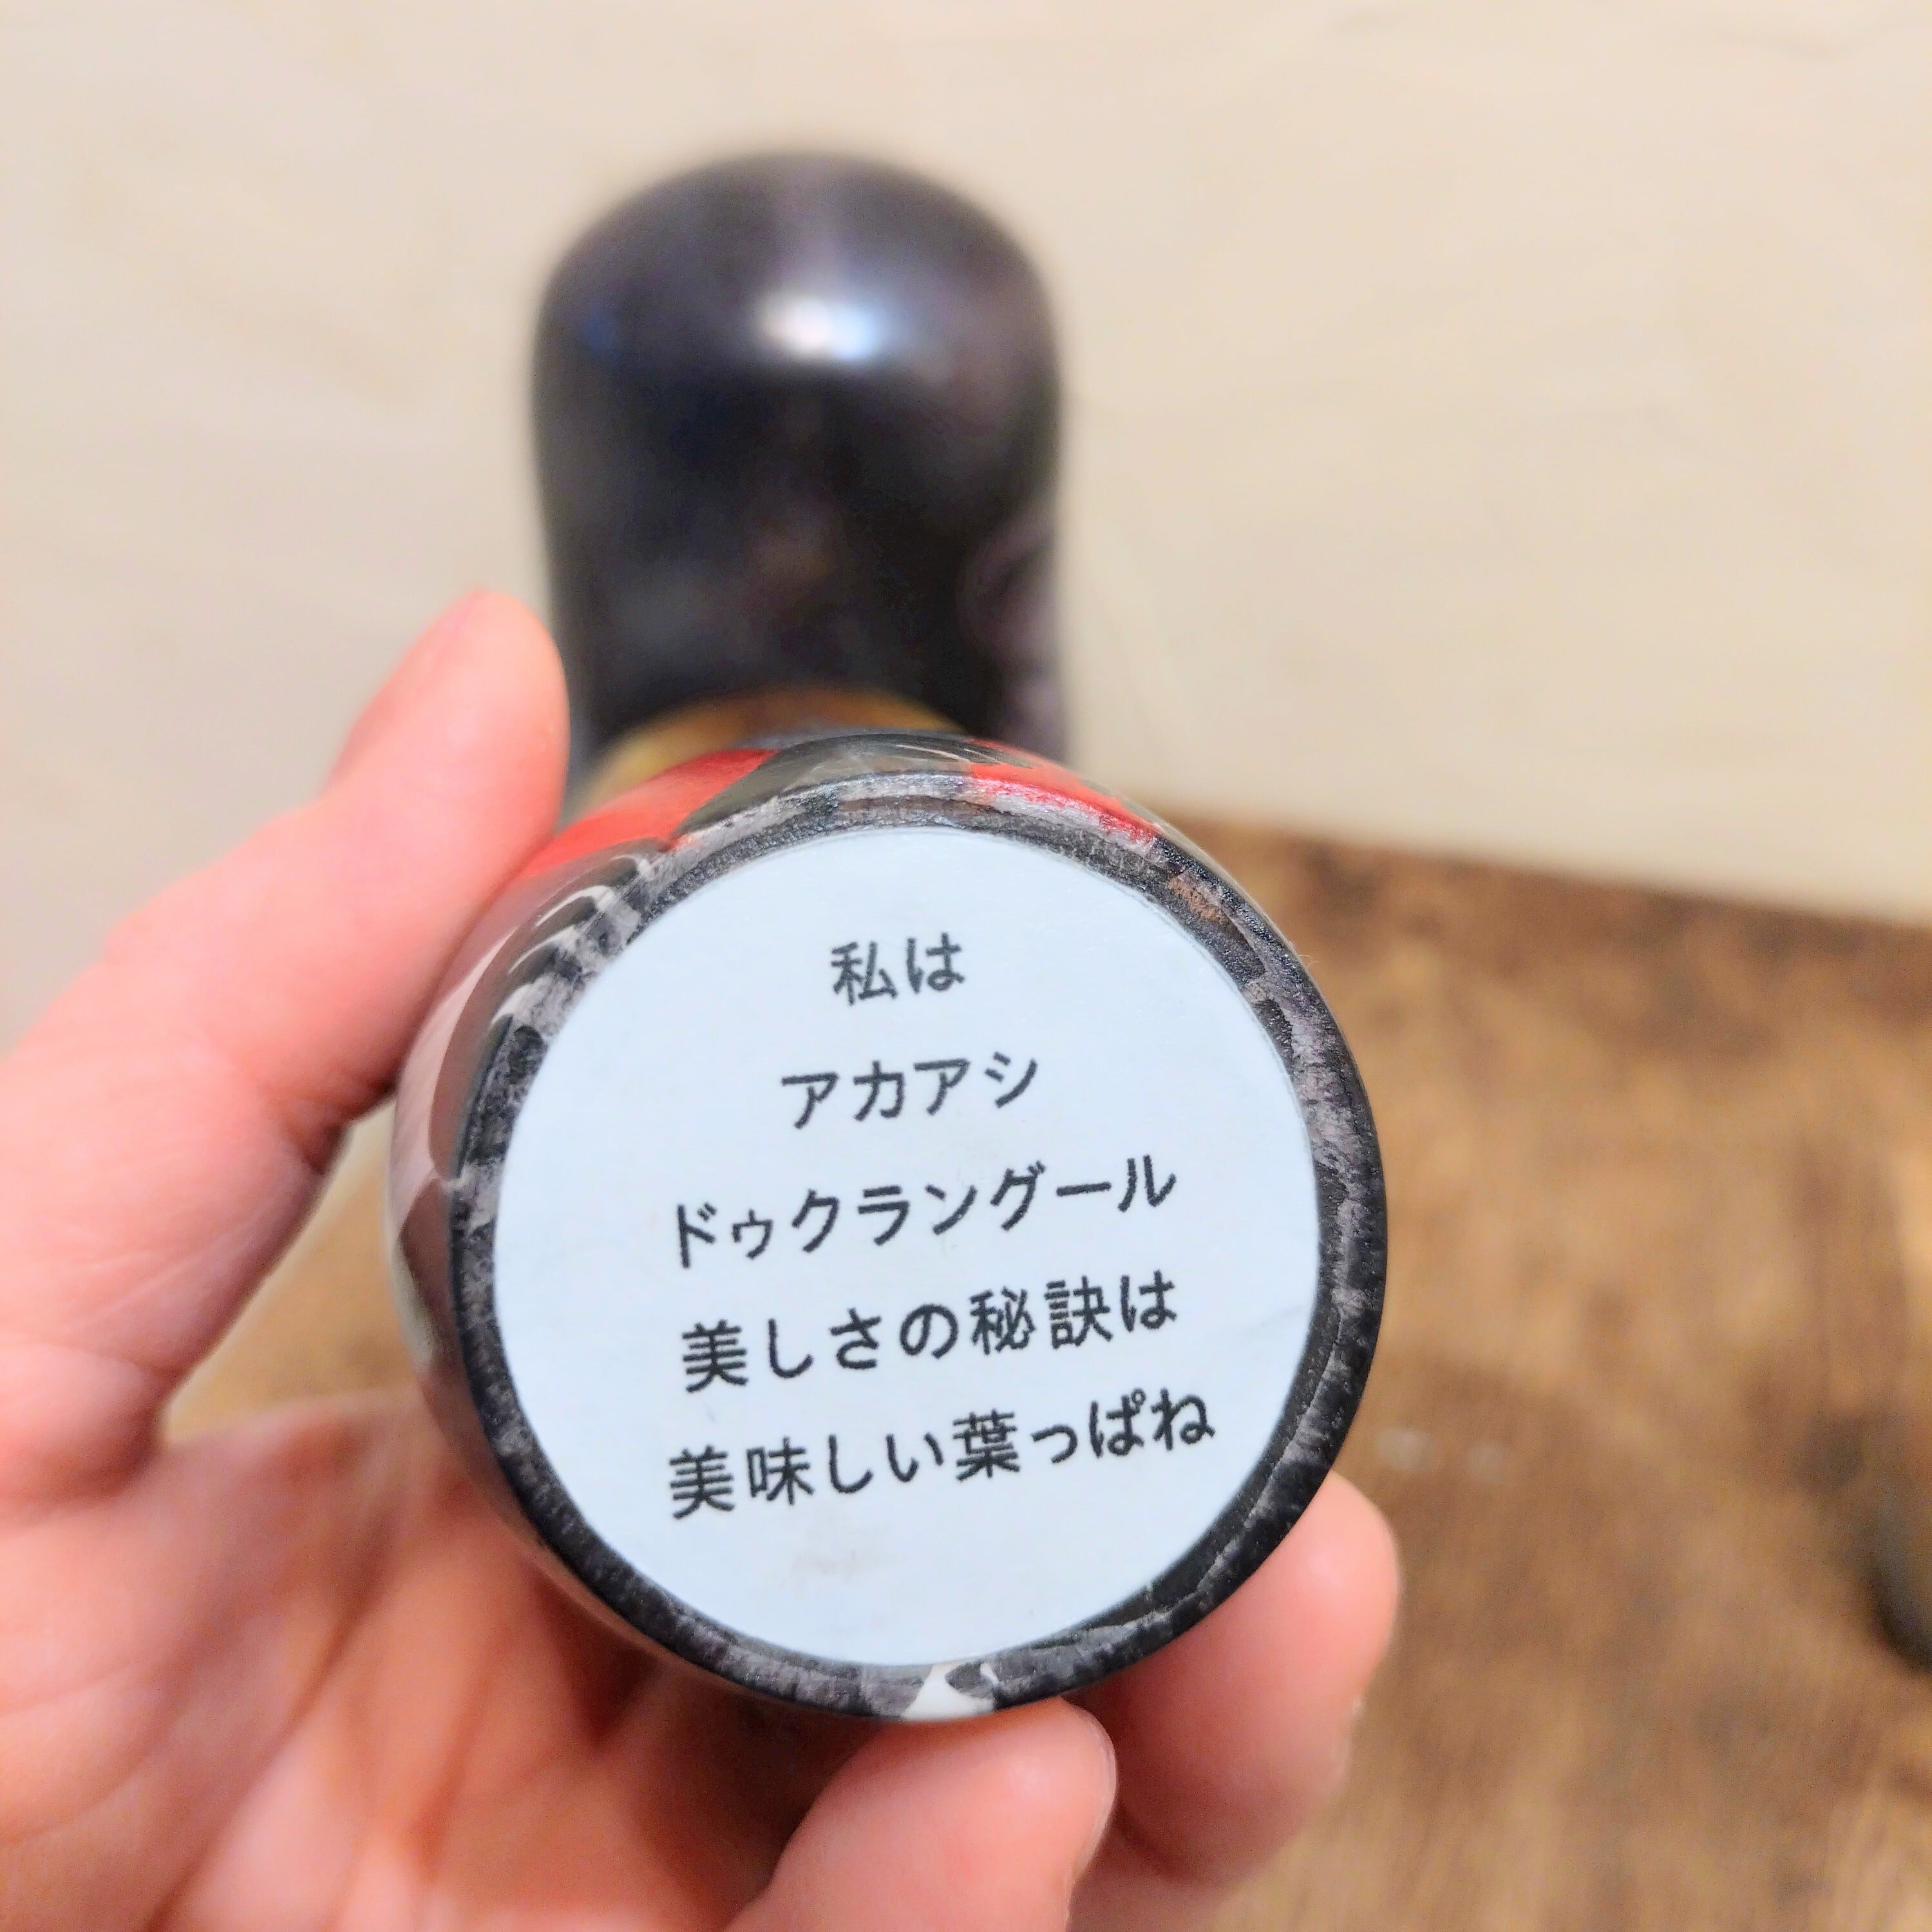 私は
アカアシ
ドゥクラングール
美しさの秘訣は
美味しい葉っぱね